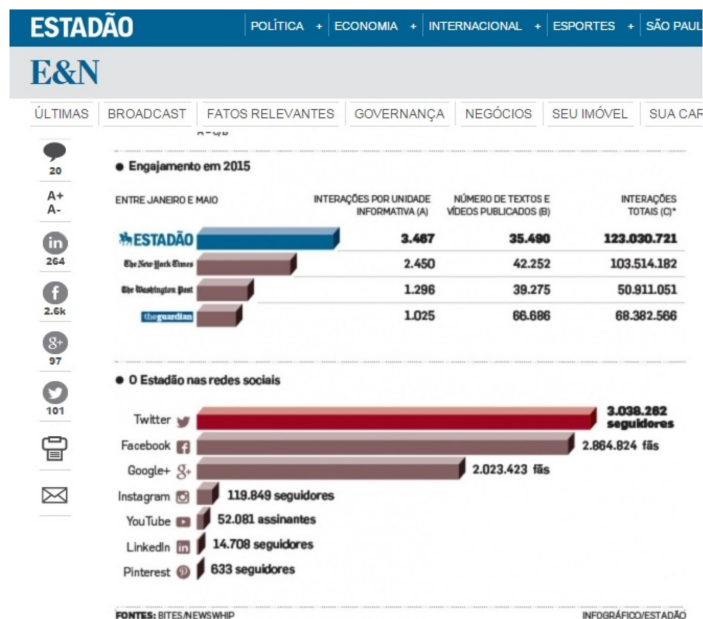 ESTADÃO POLÍTICA + ECONOMIA + INTERNACIONAL + ESPORTES + SÃO PAUL
E&N
ÚLTIMAS BROADCAST FATOS RELEVANTES GOVERNANÇA NEGÓCIOS SEU IMÓVEL SUA CAR
20
A+
A-
in
264
f
2.6k
8+
97
101
• Engajamento em 2015
ENTRE JANEIRO E MAIO INTERAÇÕES POR UNIDADE INFORMATIVA (A) NÚMERO DE TEXTOS E VÍDEOS PUBLICADOS (B) INTERAÇÕES TOTAIS (C)*
ESTADÃO 3.467 35.490 123.030.721
The New York Times 2.450 42.252 103.514.182
The Washington Post 1.296 39.275 50.911.051
theguardian 1.025 66.686 68.382.566
• O Estadão nas redes sociais
Twitter 3.038.262 seguidores
Facebook 2.864.824 fãs
Google+ 2.023.423 fãs
Instagram 119.849 seguidores
YouTube 52.081 assinantes
LinkedIn in 14.708 seguidores
Pinterest 633 seguidores
FONTES: BITES/NEWSWHIP INFOGRÁFICO/ESTADÃO